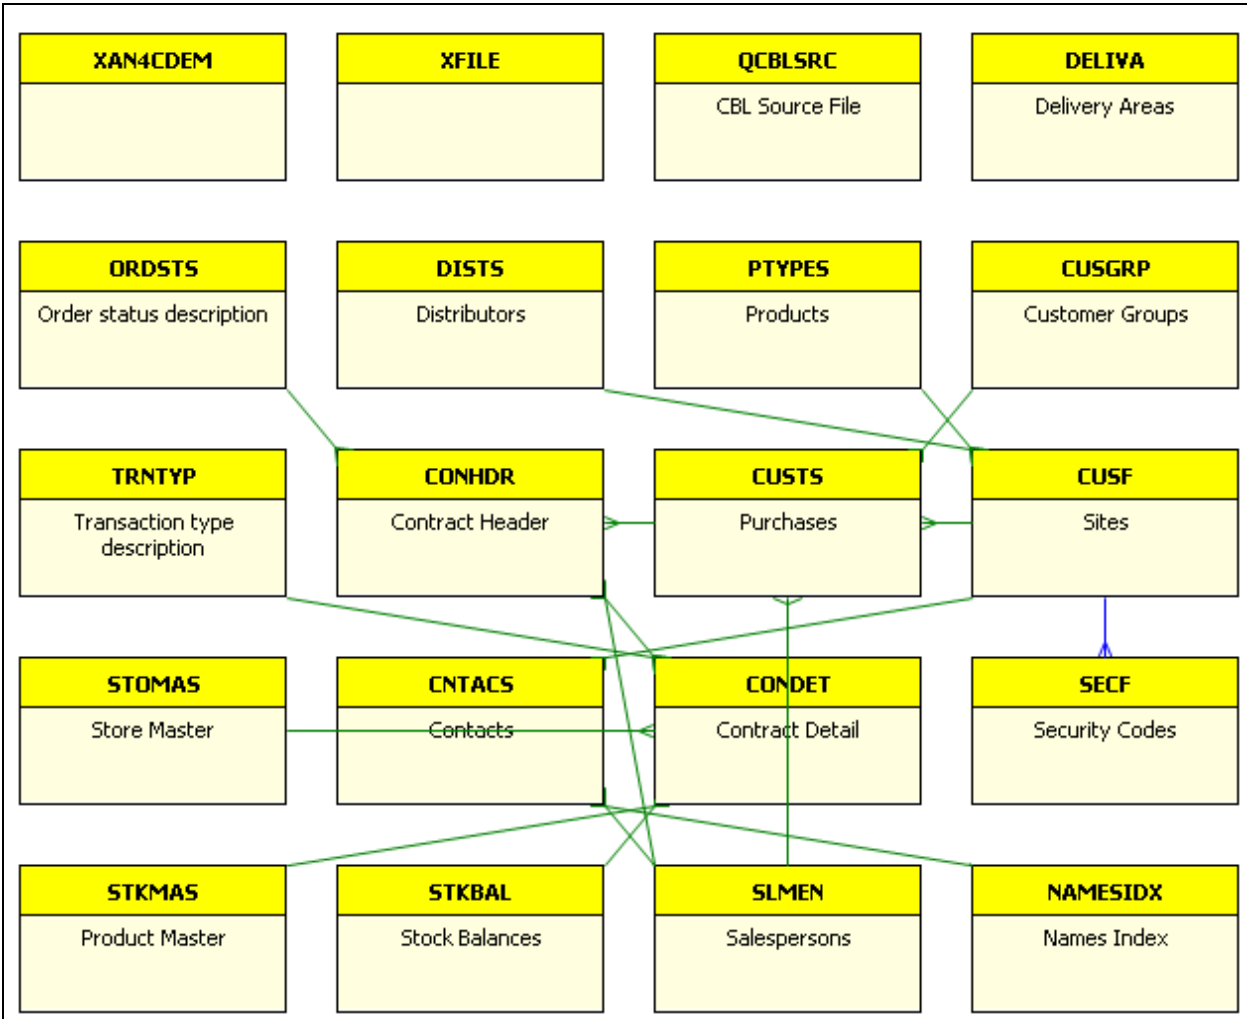 XAN4CDEM
XFILE
QCBLSRC
CBL Source File
DELIVA
Delivery Areas
ORDSTS
Order status description
DISTS
Distributors
PTYPES
Products
CUSGRP
Customer Groups
TRNTYP
Transaction type
description
CONHDR
Contract Header
CUSTS
Purchases
CUSF
Sites
STOMAS
Store Master
CNTACS
Contacts
CONDET
Contract Detail
SECF
Security Codes
STKMAS
Product Master
STKBAL
Stock Balances
SLMEN
Salespersons
NAMESIDX
Names Index